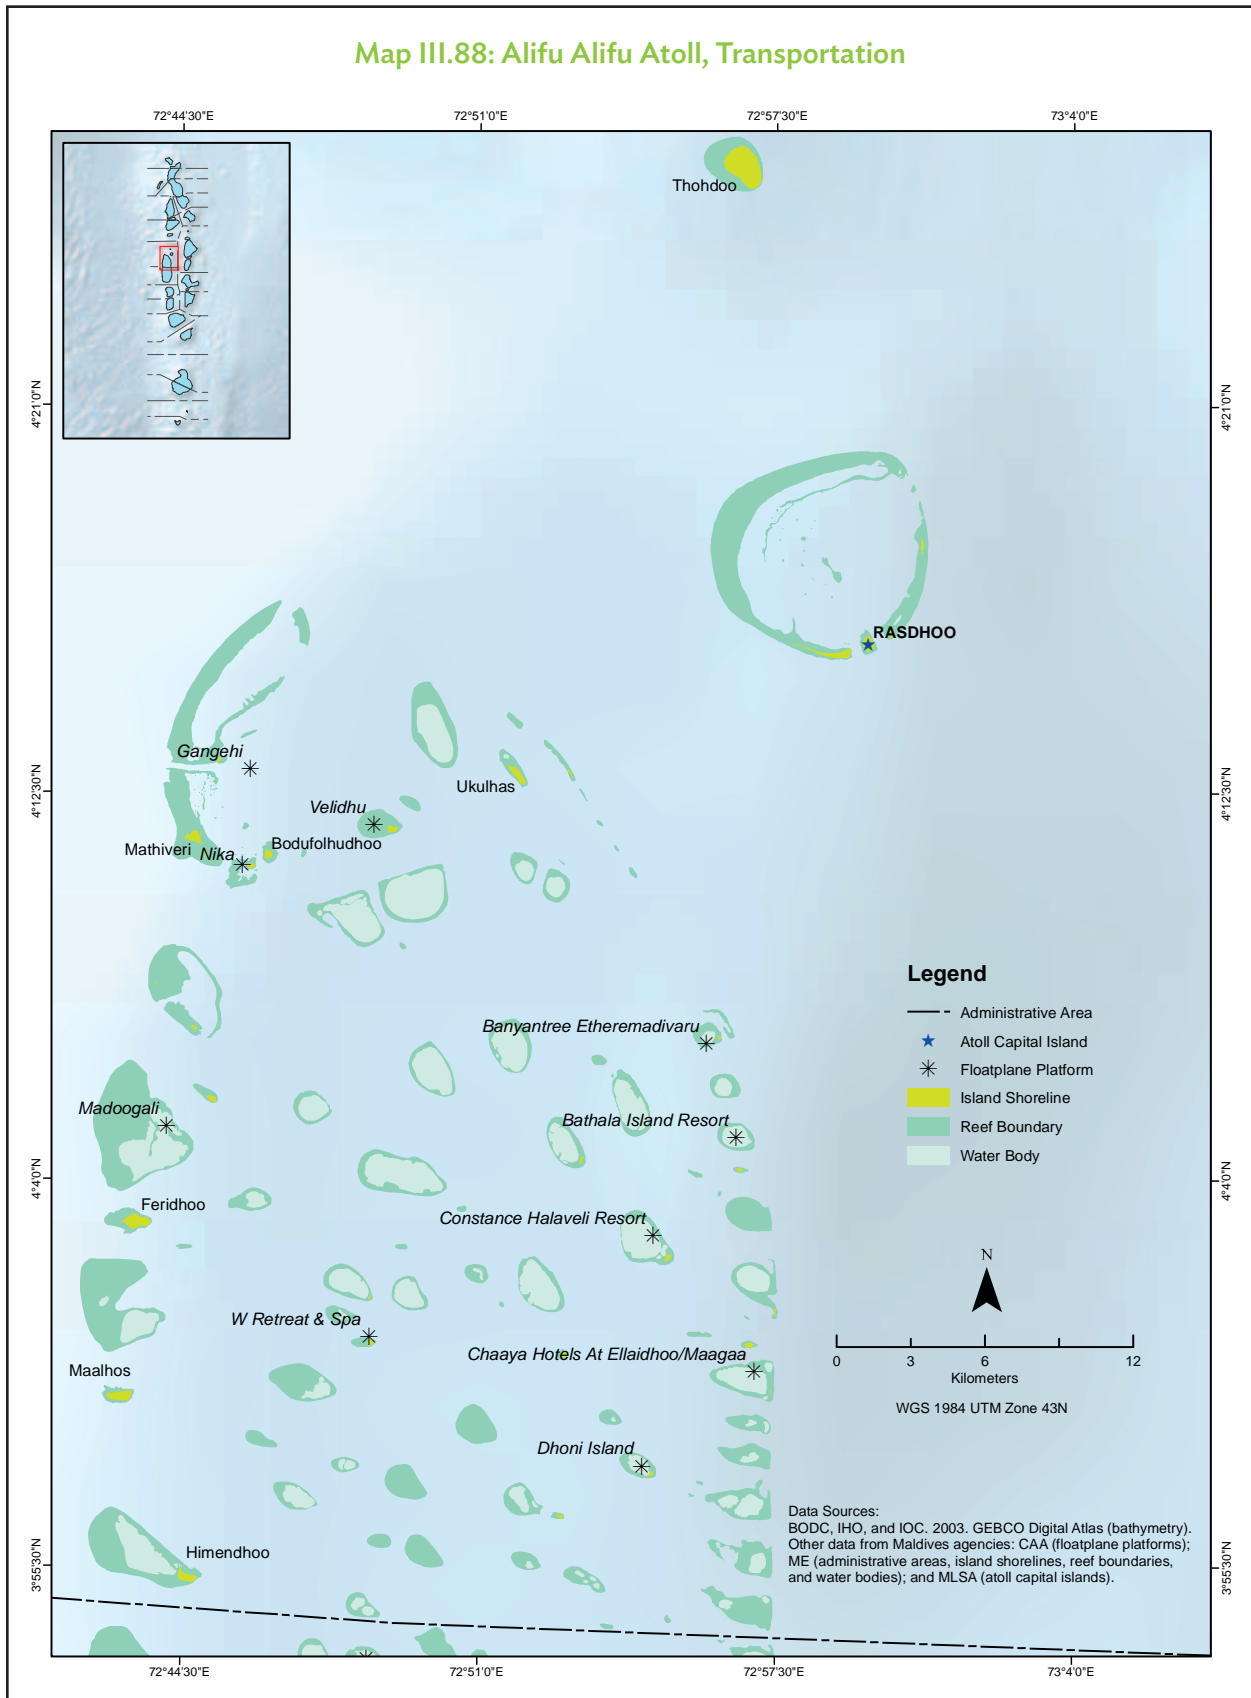 Map III.88: Alifu Alifu Atoll, Transportation
72°44'30"E
72°51'0"E
72°57'30"E
73°4'0"E
Thohdoo
4°21'0"N
4°21'0"N
RASDHOO
Gangehi
Ukulhas
4°12'30"N
4°12'30"N
Velidhu
Mathiveri
Nika
Bodufolhudhoo
Legend
Administrative Area
Atoll Capital Island
Floatplane Platform
Island Shoreline
Reef Boundary
Water Body
Banyantree Etheremadivaru
Madoogali
Bathala Island Resort
4°4'0"N
4°4'0"N
Feridhoo
Constance Halaveli Resort
N
W Retreat & Spa
Chaaya Hotels At Ellaidhoo/Maagaa
0
3
6
12
Kilometers
Maalhos
WGS 1984 UTM Zone 43N
Dhoni Island
Data Sources:
BODC, IHO, and IOC. 2003. GEBCO Digital Atlas (bathymetry).
Other data from Maldives agencies: CAA (floatplane platforms);
ME (administrative areas, island shorelines, reef boundaries,
and water bodies); and MLSA (atoll capital islands).
Himendhoo
3°55'30"N
3°55'30"N
72°44'30"E
72°51'0"E
72°57'30"E
73°4'0"E